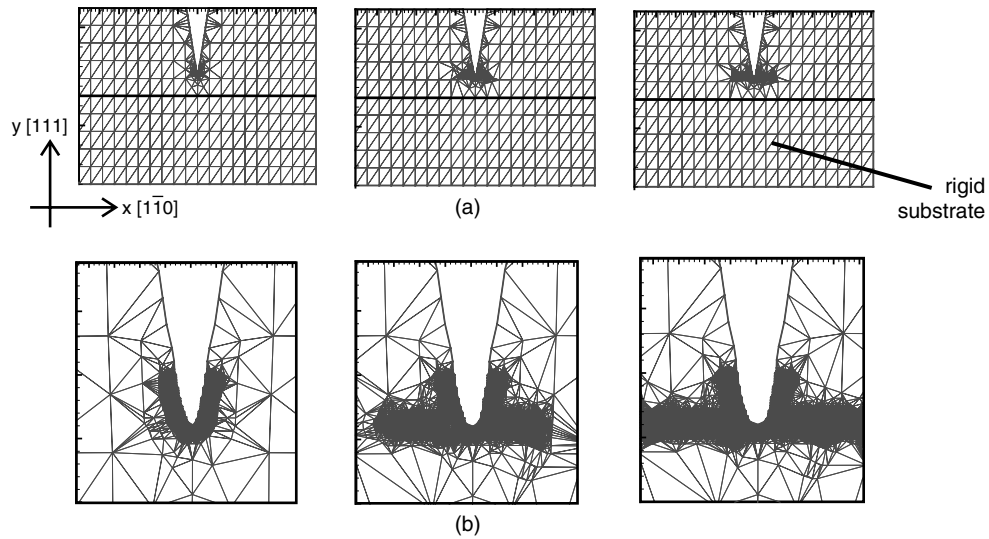 y [111]
x [11̅0]
(a)
rigid
substrate
(b)